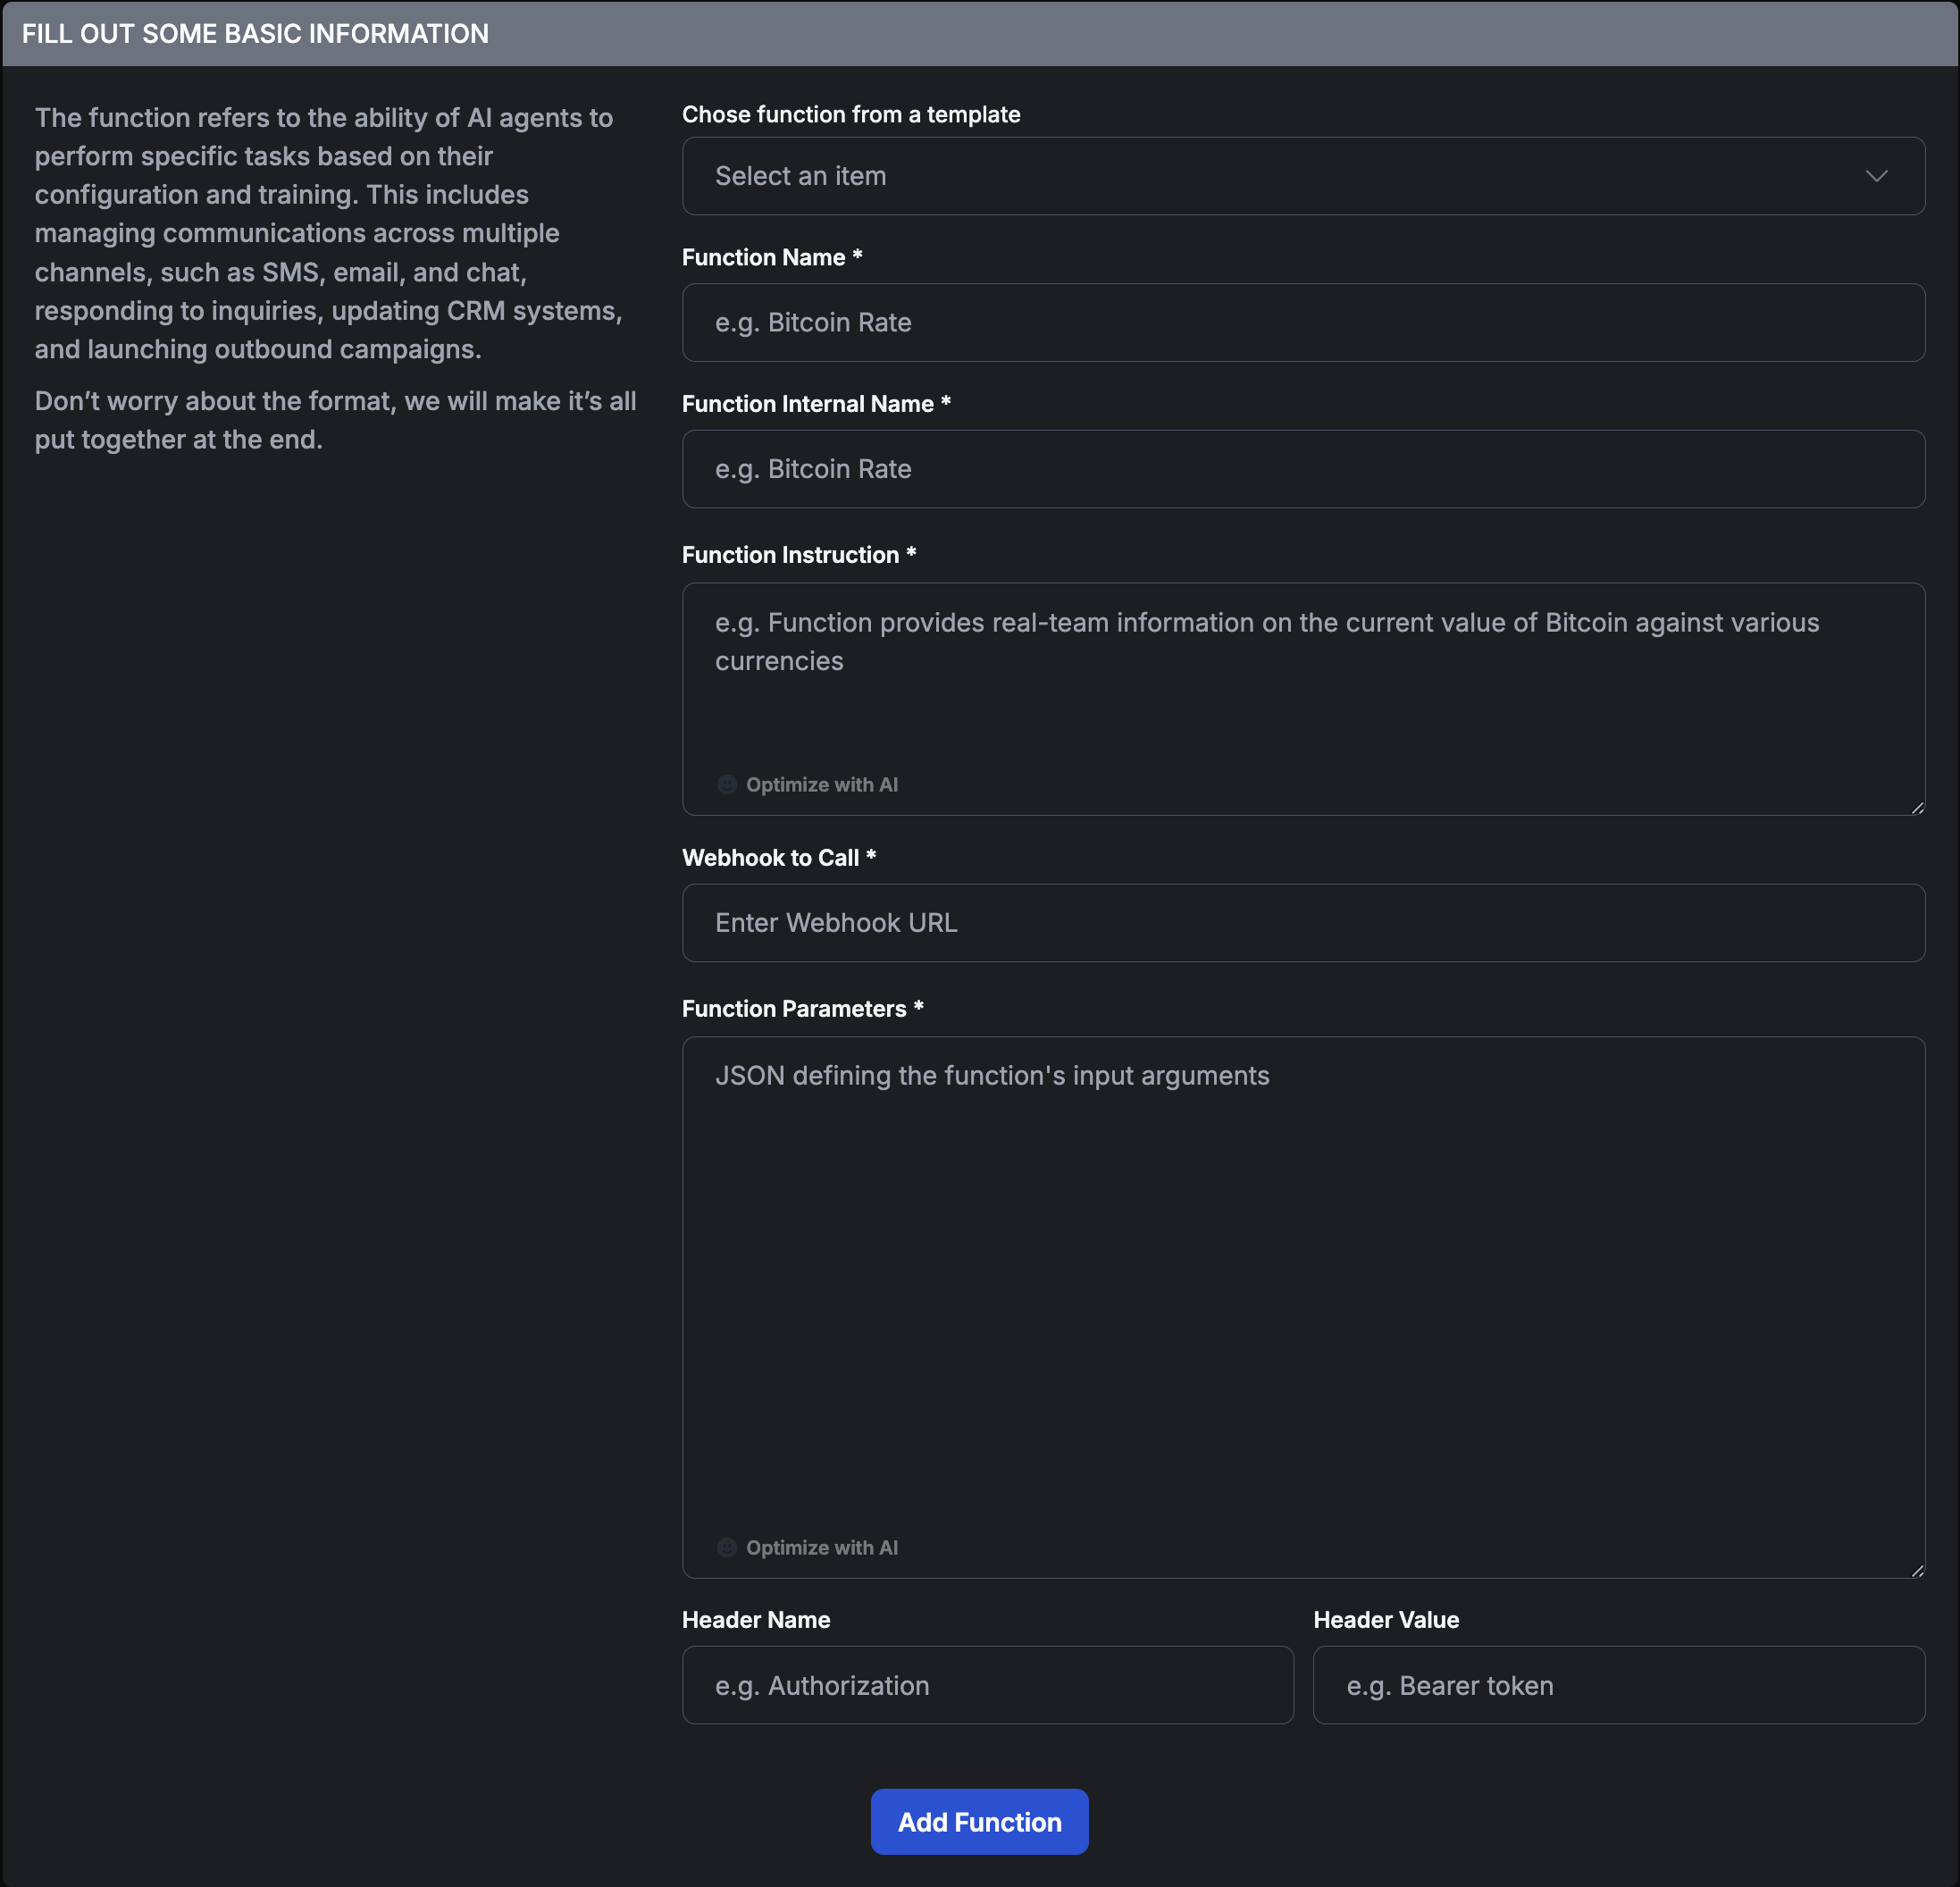 FILL OUT SOME BASIC INFORMATION
The function refers to the ability of AI agents to
perform specific tasks based on their
configuration and training. This includes
managing communications across multiple
channels, such as SMS, email, and chat,
responding to inquiries, updating CRM systems,
and launching outbound campaigns.
Don’t worry about the format, we will make it’s all
put together at the end.
Chose function from a template
Select an item
Function Name *
e.g. Bitcoin Rate
Function Internal Name *
e.g. Bitcoin Rate
Function Instruction *
e.g. Function provides real-team information on the current value of Bitcoin against various
currencies
Optimize with AI
Webhook to Call *
Enter Webhook URL
Function Parameters *
JSON defining the function's input arguments
Optimize with AI
Header Name
e.g. Authorization
Header Value
e.g. Bearer token
Add Function